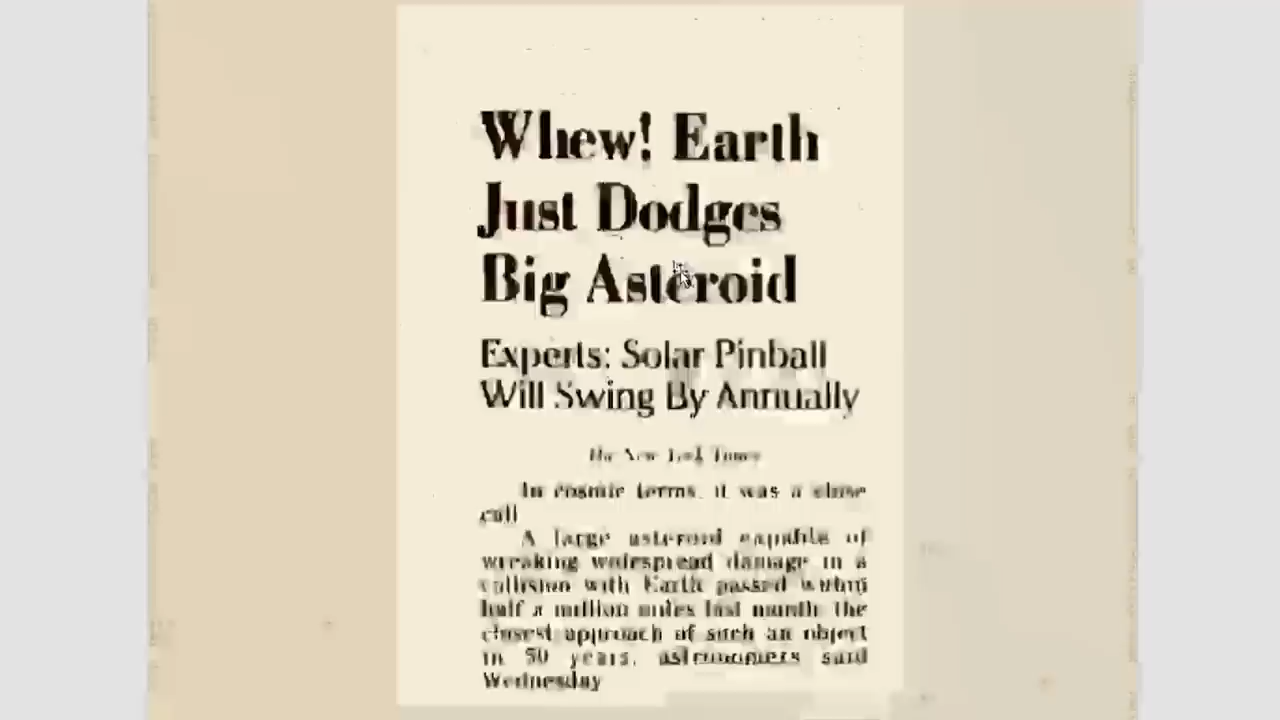 Whew! Earth
Just Dodges
Big Asteroid
Experts: Solar Pinball
Will Swing By Annually
The New York Times
In cosmic terms, it was a close
call
A large asteroid capable of
wreaking widespread damage in a
collision with Earth passed within
half a million miles last month the
closest approach of such an object
in 50 years, astronomers said
Wednesday